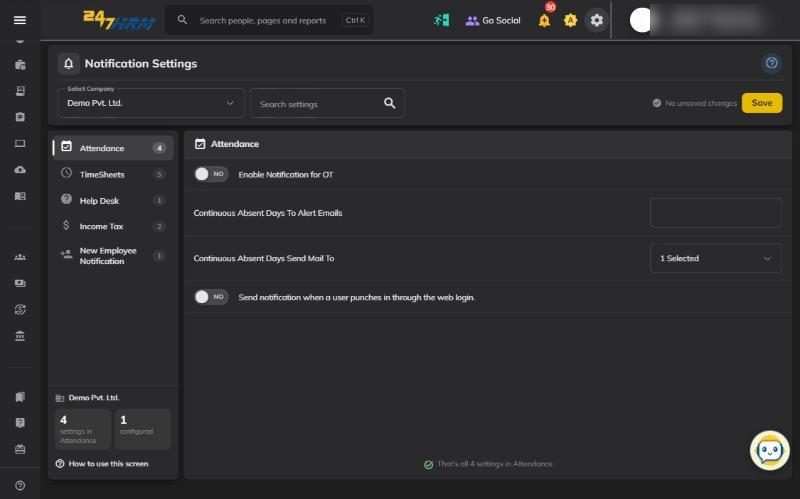 247HRM
Search people, pages and reports
Ctrl K
Go Social
30
A
Notification Settings
Select Company
Demo Pvt. Ltd.
Search settings
No unsaved changes
Save
Attendance 4
TimeSheets 5
Help Desk 1
Income Tax 2
New Employee
Notification 1
Attendance
NO Enable Notification for OT
Continuous Absent Days To Alert Emails
Continuous Absent Days Send Mail To
1 Selected
NO Send notification when a user punches in through the web login.
Demo Pvt. Ltd.
4
settings in
Attendance
1
configured
How to use this screen
That's all 4 settings in Attendance